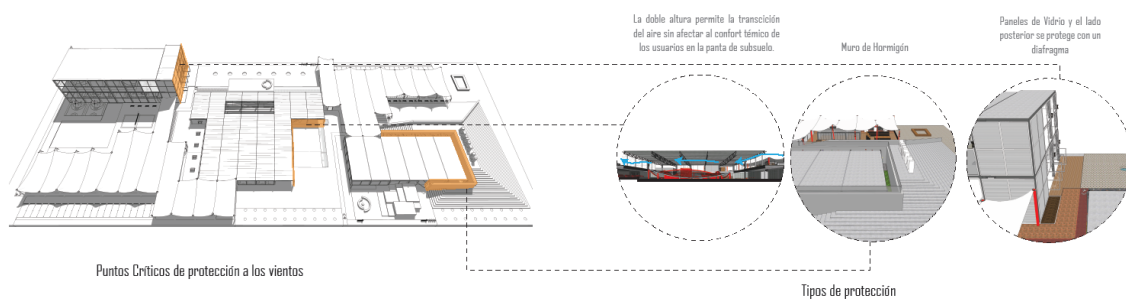 La doble altura permite la transcición
del aire sin afectar al confort témico de
los usuarios en la panta de subsuelo.
Muro de Hormigón
Paneles de Vidrio y el lado
posterior se protege con un
diafragma
Puntos Críticos de protección a los vientos
Tipos de protección